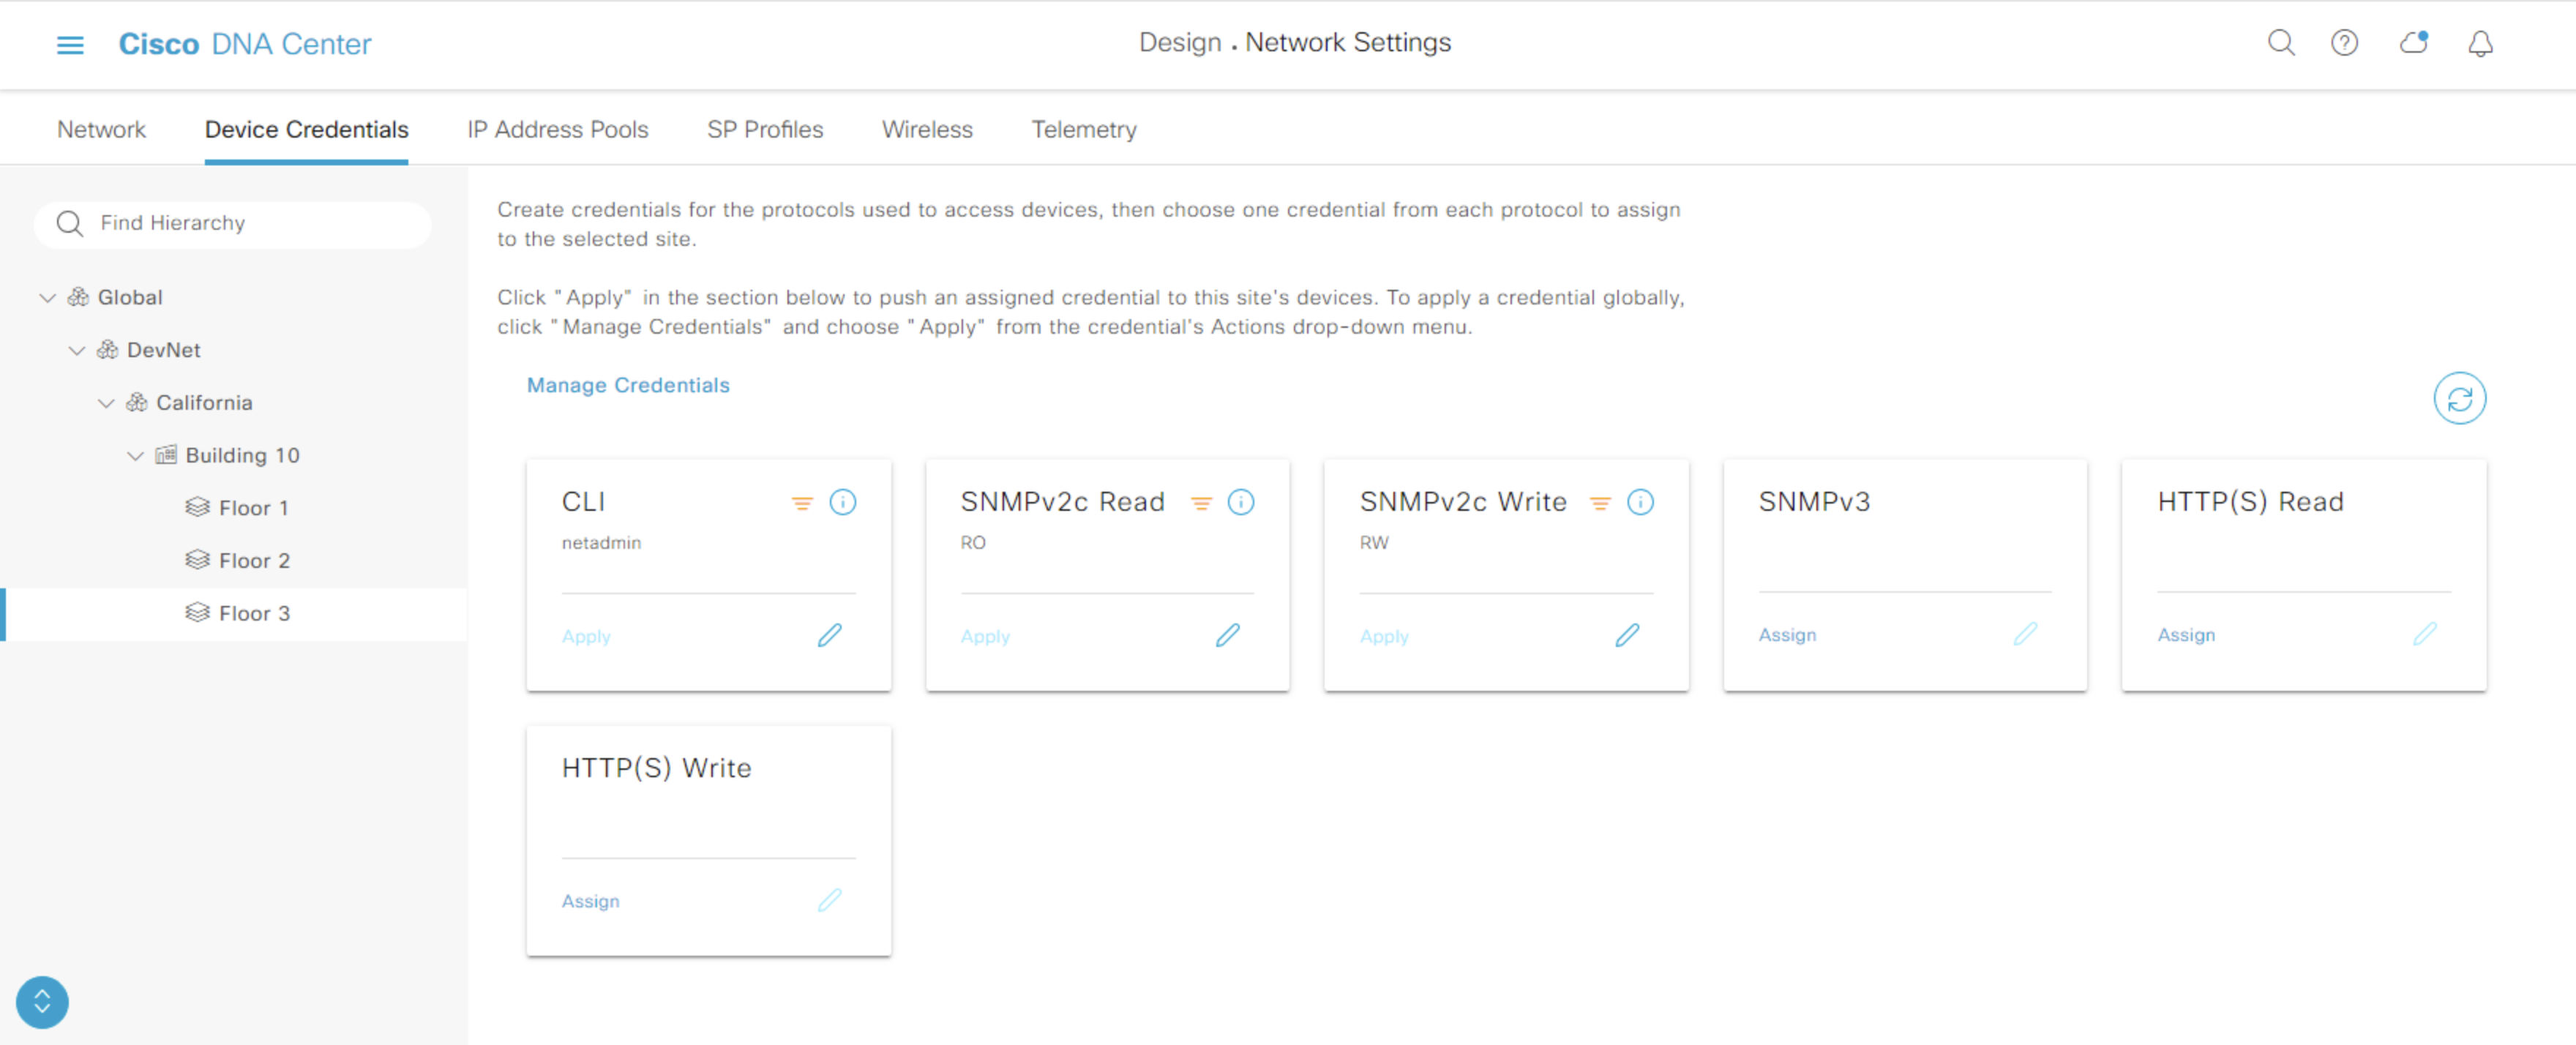 Cisco DNA Center
Design . Network Settings
Network Device Credentials IP Address Pools SP Profiles Wireless Telemetry
Find Hierarchy
Global
DevNet
California
Building 10
Floor 1
Floor 2
Floor 3
Create credentials for the protocols used to access devices, then choose one credential from each protocol to assign
to the selected site.
Click "Apply" in the section below to push an assigned credential to this site's devices. To apply a credential globally,
click "Manage Credentials" and choose "Apply" from the credential's Actions drop-down menu.
Manage Credentials
CLI
netadmin
Apply
SNMPv2c Read
RO
Apply
SNMPv2c Write
RW
Apply
SNMPv3
Assign
HTTP(S) Read
Assign
HTTP(S) Write
Assign